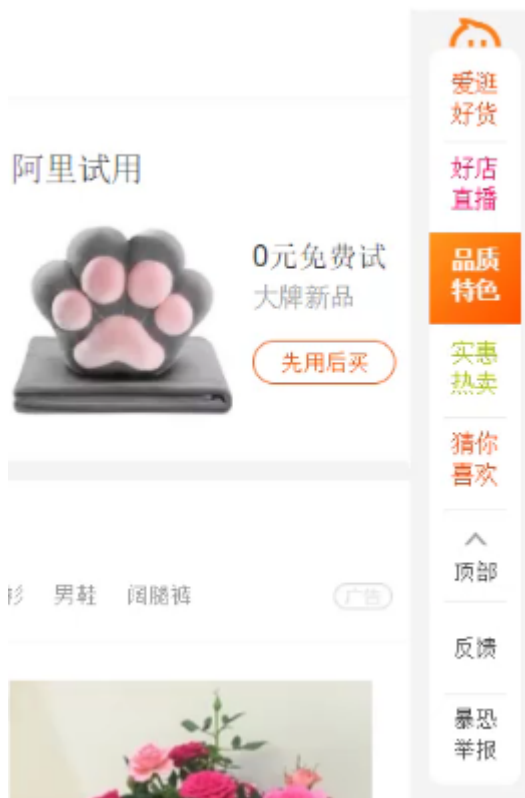 阿里试用
0元免费试
大牌新品
先用后买
男鞋 阔腿裤
广告
爱逛
好货
好店
直播
品质
特色
实惠
热卖
猜你
喜欢
顶部
反馈
暴恐
举报